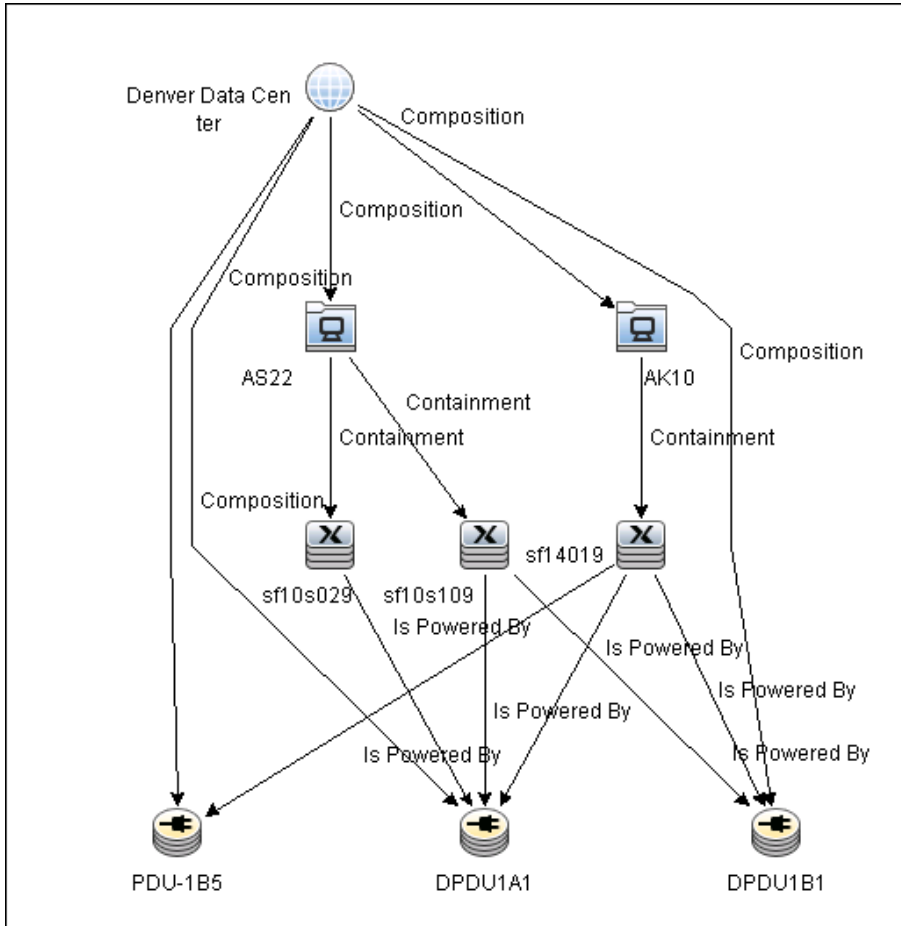 Denver Data Cen
ter
Composition
Composition
Composition
Composition
AS22
AK10
Containment
Containment
Containment
Composition
sf14019
sf10s029
sf10s109
Is Powered By
Is Powered By
Is Powered By
Is Powered By
Is Powered By
Is Powered By
PDU-1B5
DPDU1A1
DPDU1B1